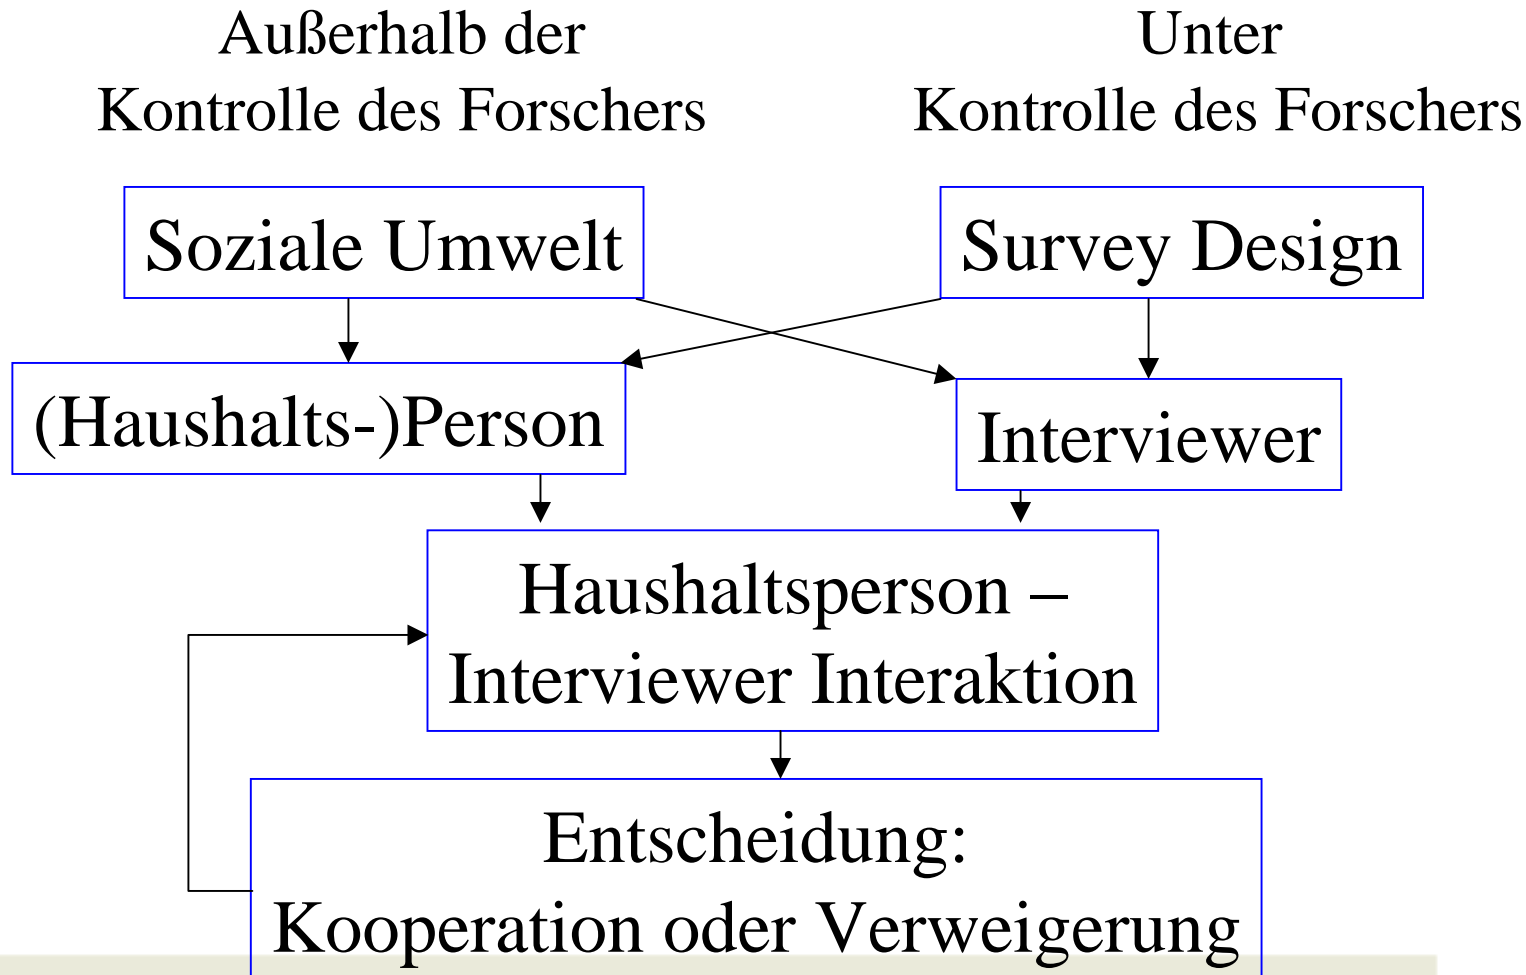 Außerhalb der
Kontrolle des Forschers
Unter
Kontrolle des Forschers
Soziale Umwelt
Survey Design
(Haushalts-)Person
Interviewer
Haushaltsperson –
Interviewer Interaktion
Entscheidung:
Kooperation oder Verweigerung